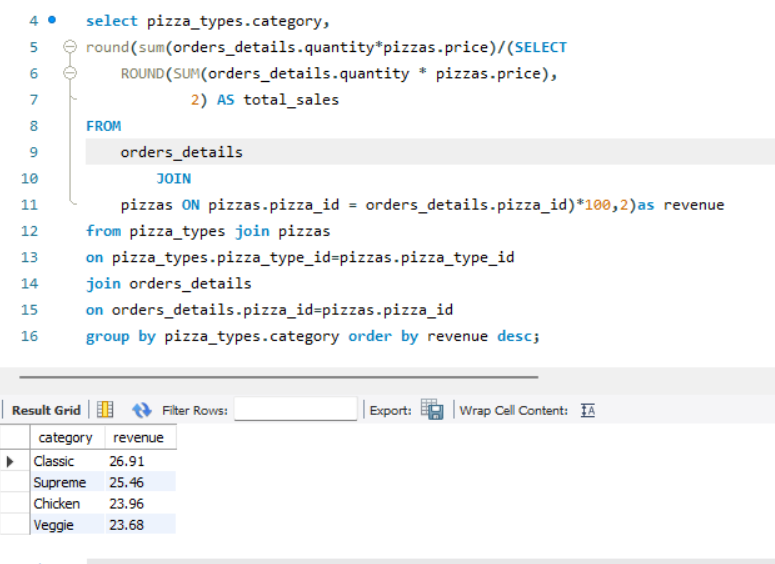 4 select pizza_types.category,
5 round(sum(orders_details.quantity*pizzas.price)/(SELECT
6 ROUND(SUM(orders_details.quantity * pizzas.price),
7 2) AS total_sales
8 FROM
9 orders_details
10 JOIN
11 pizzas ON pizzas.pizza_id = orders_details.pizza_id)*100,2)as revenue
12 from pizza_types join pizzas
13 on pizza_types.pizza_type_id=pizzas.pizza_type_id
14 join orders_details
15 on orders_details.pizza_id=pizzas.pizza_id
16 group by pizza_types.category order by revenue desc;
Result Grid Filter Rows: Export: Wrap Cell Content: IA
category revenue
Classic 26.91
Supreme 25.46
Chicken 23.96
Veggie 23.68